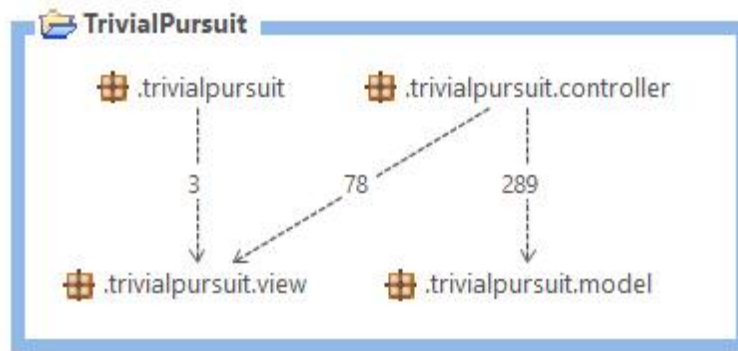 TrivialPursuit
.trivialpursuit .trivialpursuit.controller
3 78 289
.trivialpursuit.view .trivialpursuit.model